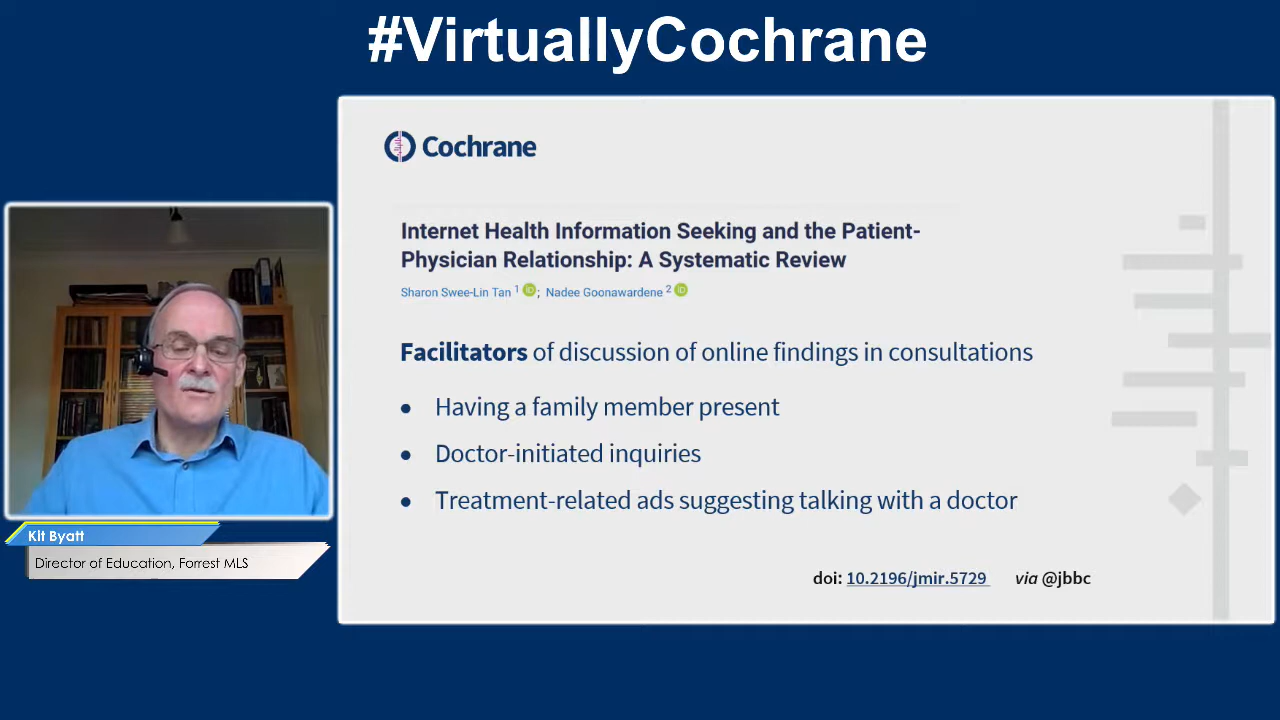 #VirtuallyCochrane
Cochrane
Internet Health Information Seeking and the Patient-
Physician Relationship: A Systematic Review
Sharon Swee-Lin Tan 1 iD; Nadee Goonawardene 2 iD
Facilitators of discussion of online findings in consultations
• Having a family member present
• Doctor-initiated inquiries
• Treatment-related ads suggesting talking with a doctor
doi: 10.2196/jmir.5729 via @jbbc
Kit Byatt
Director of Education, Forrest MLS